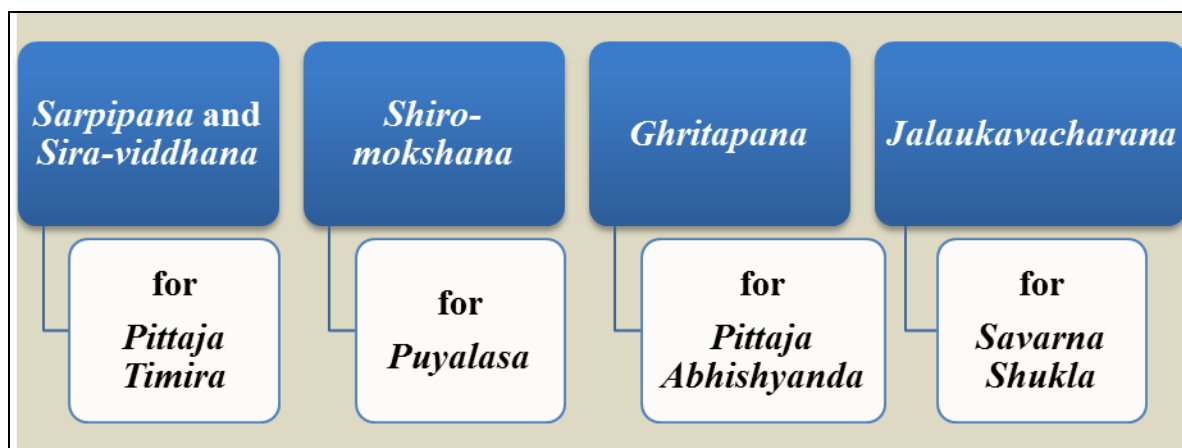 Sarpipana and
Sira-viddhana
for
Pittaja
Timira
Shiro-
mokshana
for
Puyalasa
Ghritapana
for
Pittaja
Abhishyanda
Jalaukavacharana
for
Savarna
Shukla